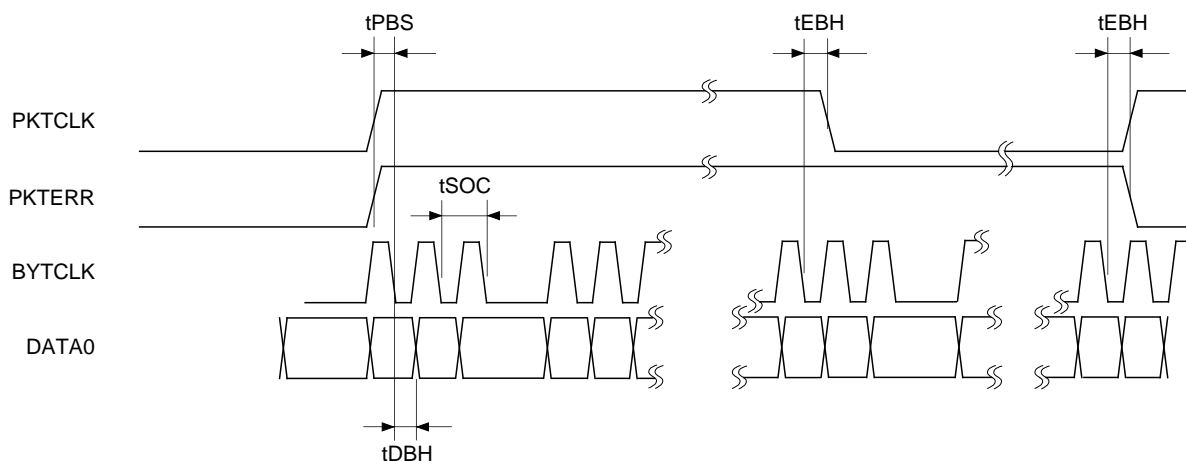 tPBS
tEBH
tEBH
PKTCLK
PKTERR
tSOC
BYTCLK
DATA0
tDBH